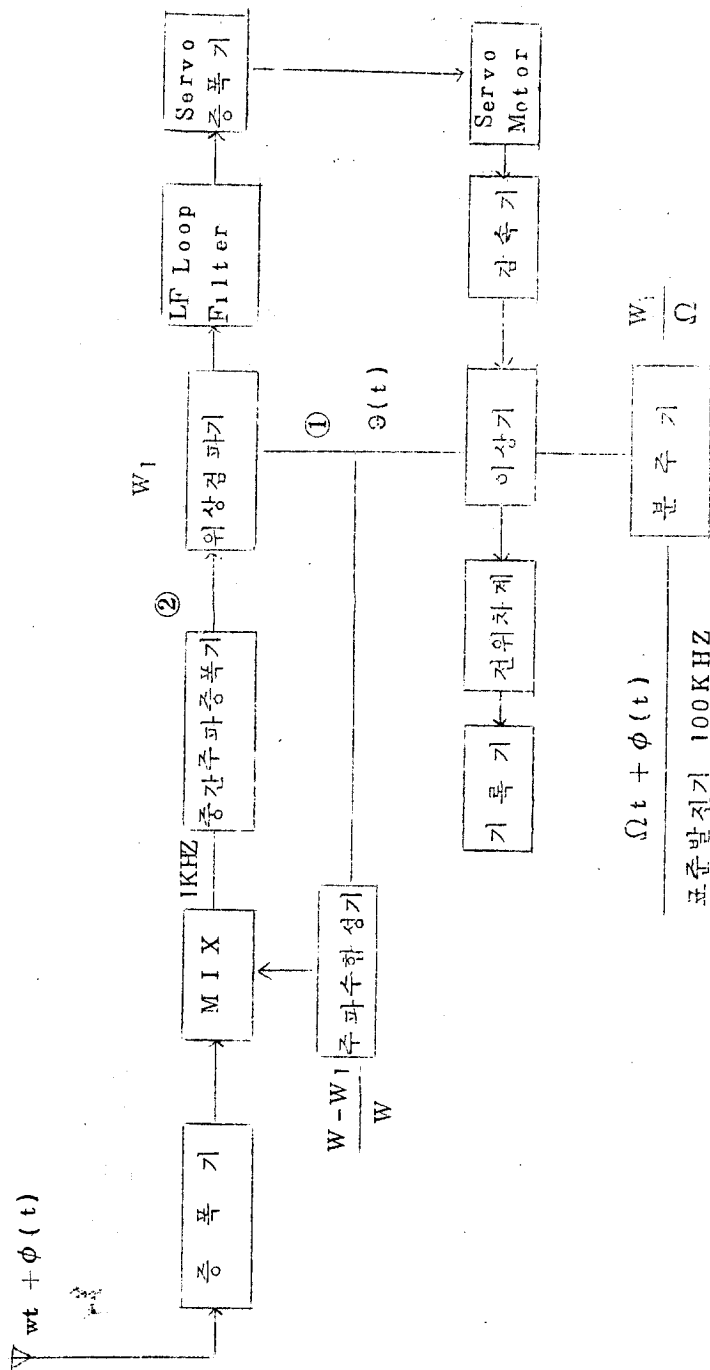 wt + φ(t)
증 폭 기
MIX
1KHZ
중간주파증폭기
②
위상검파기
W₁
LF Loop
Filter
Servo
증폭기
W-W₁
W
주파수합성기
①
Θ(t)
기 록 기
전위차계
이상기
감속기
Servo
Motor
Ωt + φ(t)
표준발진기 100KHZ
분 주 기
W₁
Ω